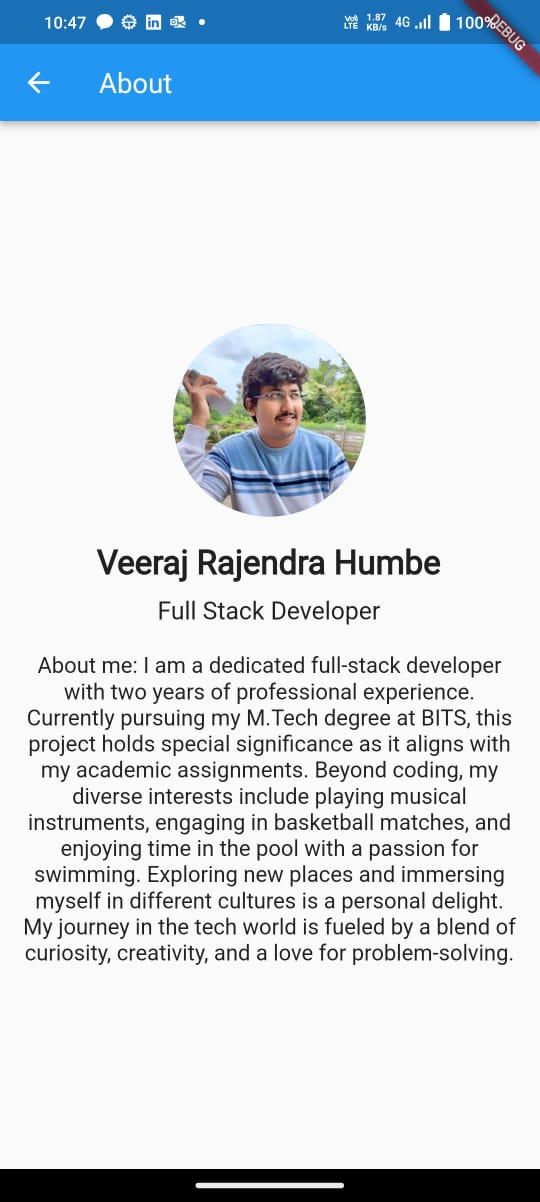 10:47
Vo) LTE
1.87 KB/s
4G
100%
DEBUG
About
Veeraj Rajendra Humbe
Full Stack Developer
About me: I am a dedicated full-stack developer
with two years of professional experience.
Currently pursuing my M.Tech degree at BITS, this
project holds special significance as it aligns with
my academic assignments. Beyond coding, my
diverse interests include playing musical
instruments, engaging in basketball matches, and
enjoying time in the pool with a passion for
swimming. Exploring new places and immersing
myself in different cultures is a personal delight.
My journey in the tech world is fueled by a blend of
curiosity, creativity, and a love for problem-solving.